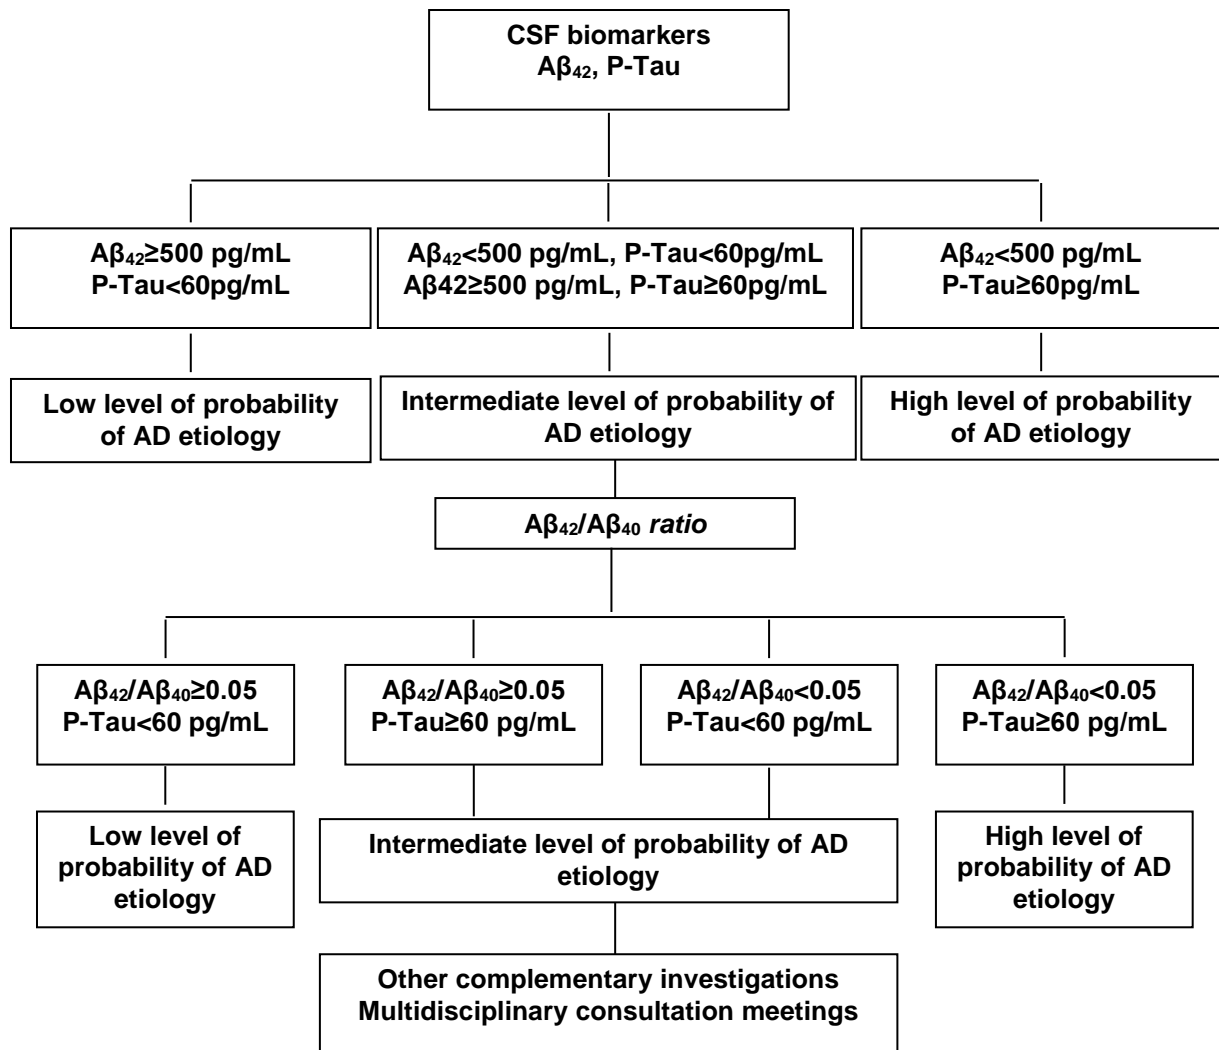 CSF biomarkers
Aβ₄₂, P-Tau
Aβ₄₂≥500 pg/mL
P-Tau<60pg/mL
Aβ₄₂<500 pg/mL, P-Tau<60pg/mL
Aβ42≥500 pg/mL, P-Tau≥60pg/mL
Aβ₄₂<500 pg/mL
P-Tau≥60pg/mL
Low level of probability
of AD etiology
Intermediate level of probability of
AD etiology
High level of probability
of AD etiology
Aβ₄₂/Aβ₄₀ ratio
Aβ₄₂/Aβ₄₀≥0.05
P-Tau<60 pg/mL
Aβ₄₂/Aβ₄₀≥0.05
P-Tau≥60 pg/mL
Aβ₄₂/Aβ₄₀<0.05
P-Tau<60 pg/mL
Aβ₄₂/Aβ₄₀<0.05
P-Tau≥60 pg/mL
Low level of
probability of AD
etiology
Intermediate level of probability of AD
etiology
High level of
probability of AD
etiology
Other complementary investigations
Multidisciplinary consultation meetings